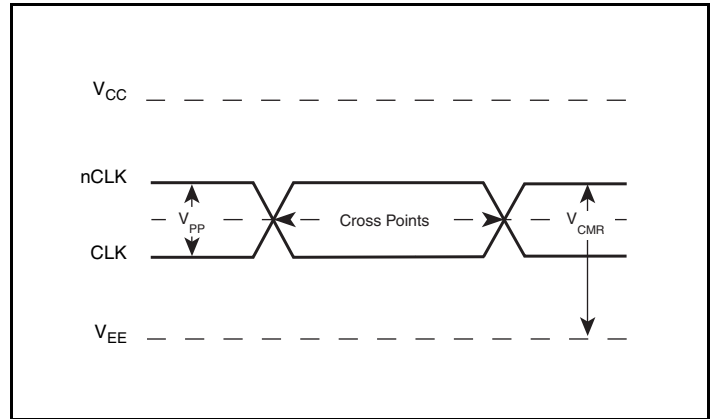 VCC
nCLK
VPP
Cross Points
VCMR
CLK
VEE